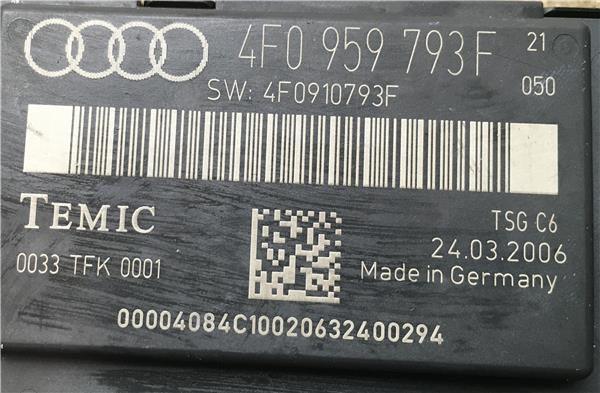 4F0 959 793F 21
SW: 4F0910793F 050
TEMIC
TSG C6
0033 TFK 0001
24.03.2006
Made in Germany
00004084C10020632400294